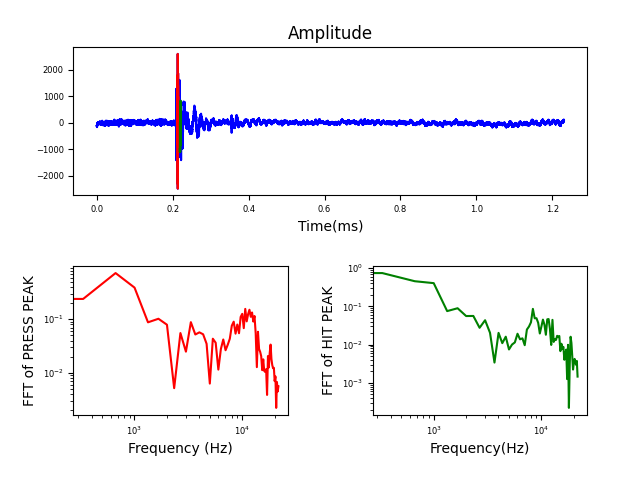 Amplitude
2000
1000
0
−1000
−2000
0.0 0.2 0.4 0.6 0.8 1.0 1.2
Time(ms)
FFT of PRESS PEAK
10⁻¹
10⁻²
10³ 10⁴
Frequency (Hz)
FFT of HIT PEAK
10⁰
10⁻¹
10⁻²
10⁻³
10³ 10⁴
Frequency(Hz)